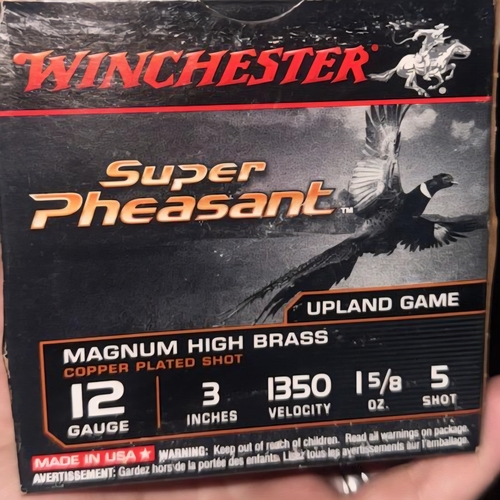 WINCHESTER®
Super
Pheasant™
UPLAND GAME
MAGNUM HIGH BRASS
COPPER PLATED SHOT
12 GAUGE
3 INCHES
1350 VELOCITY
1 5/8 OZ.
5 SHOT
MADE IN USA ★ WARNING: Keep out of reach of children. Read all warnings on package.
AVERTISSEMENT: Gardez hors de la portée des enfants. Lisez tous les avertissements sur l'emballage.